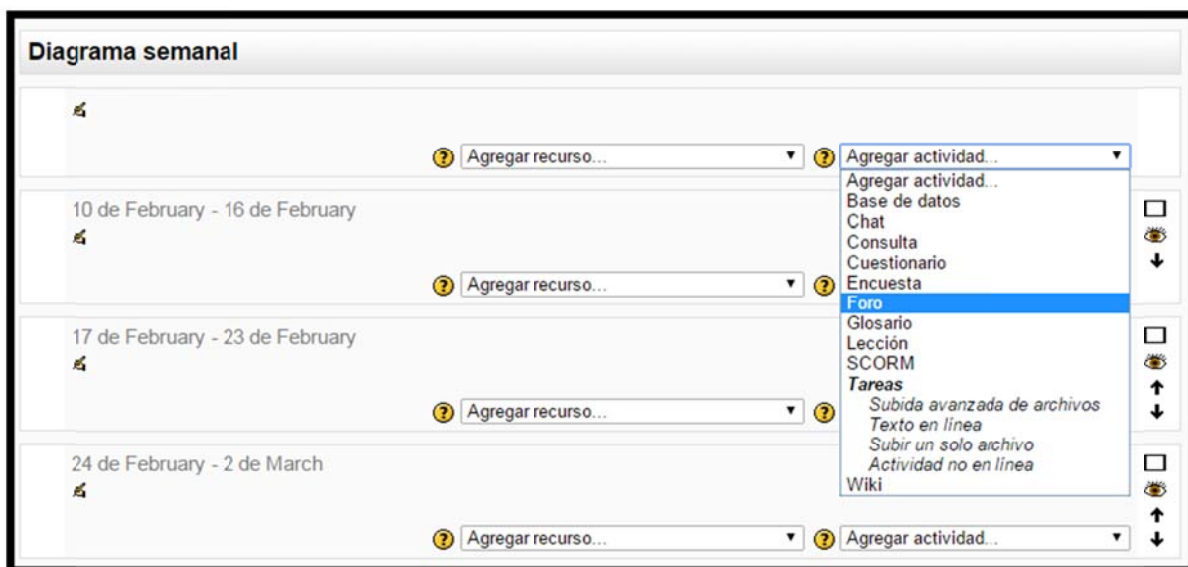 Diagrama semanal
? Agregar recurso... ? Agregar actividad...
Agregar actividad...
Base de datos
Chat
Consulta
Cuestionario
Encuesta
Foro
Glosario
Lección
SCORM
Tareas
Subida avanzada de archivos
Texto en línea
Subir un solo archivo
Actividad no en línea
Wiki
10 de February - 16 de February
? Agregar recurso... ?
17 de February - 23 de February
? Agregar recurso... ?
24 de February - 2 de March
? Agregar recurso... ? Agregar actividad...